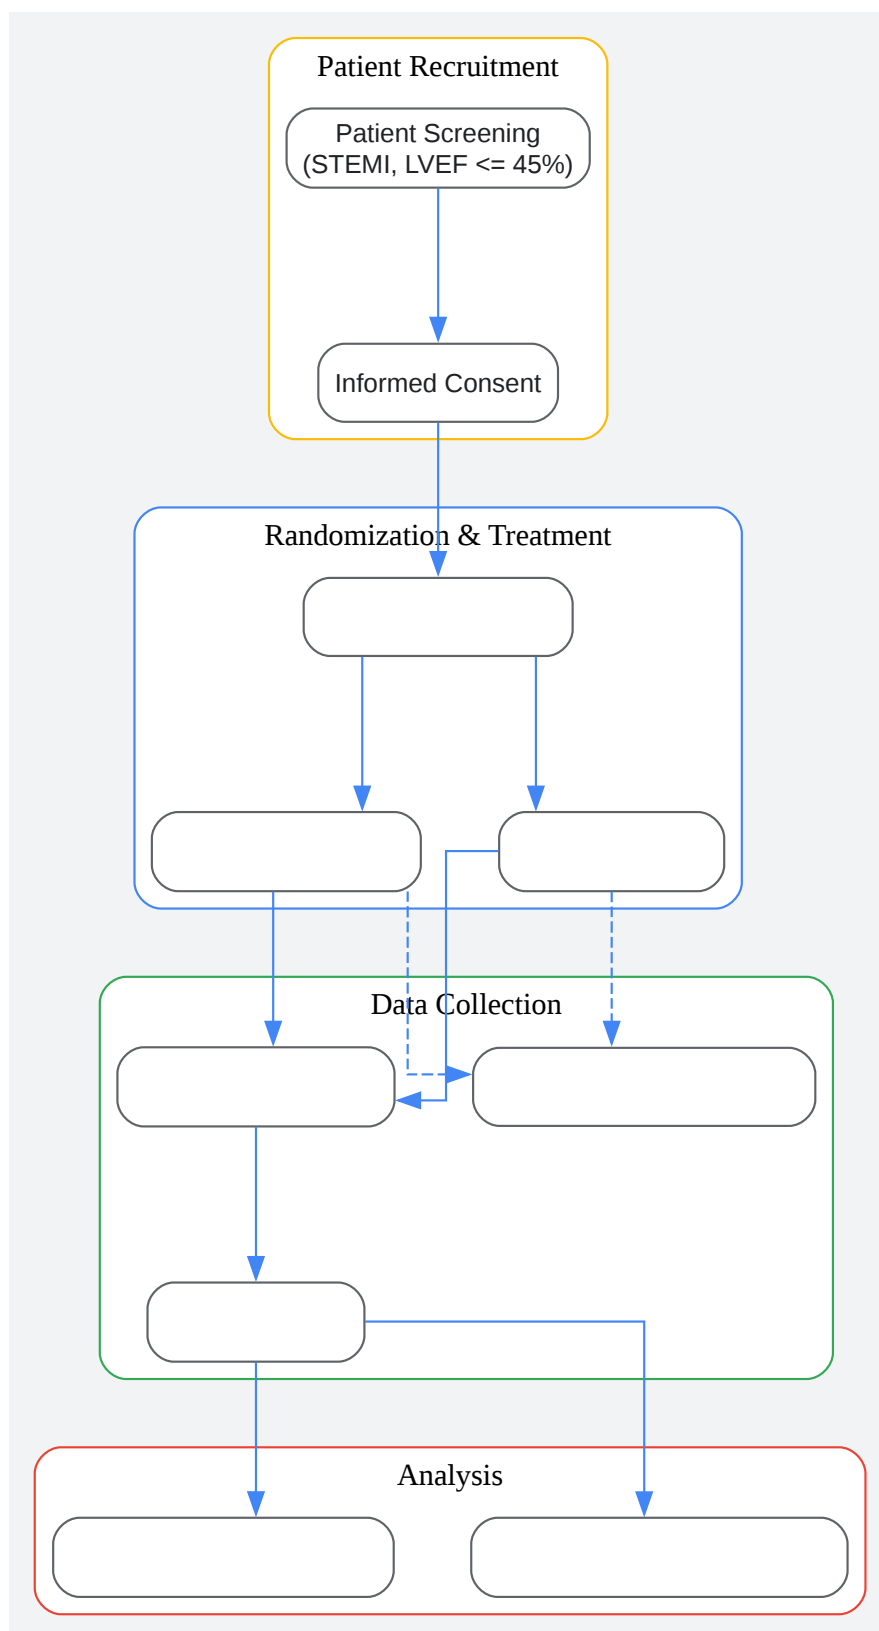 Patient Recruitment
Patient Screening
(STEMI, LVEF <= 45%)
Informed Consent
Randomization & Treatment
Data Collection
Analysis